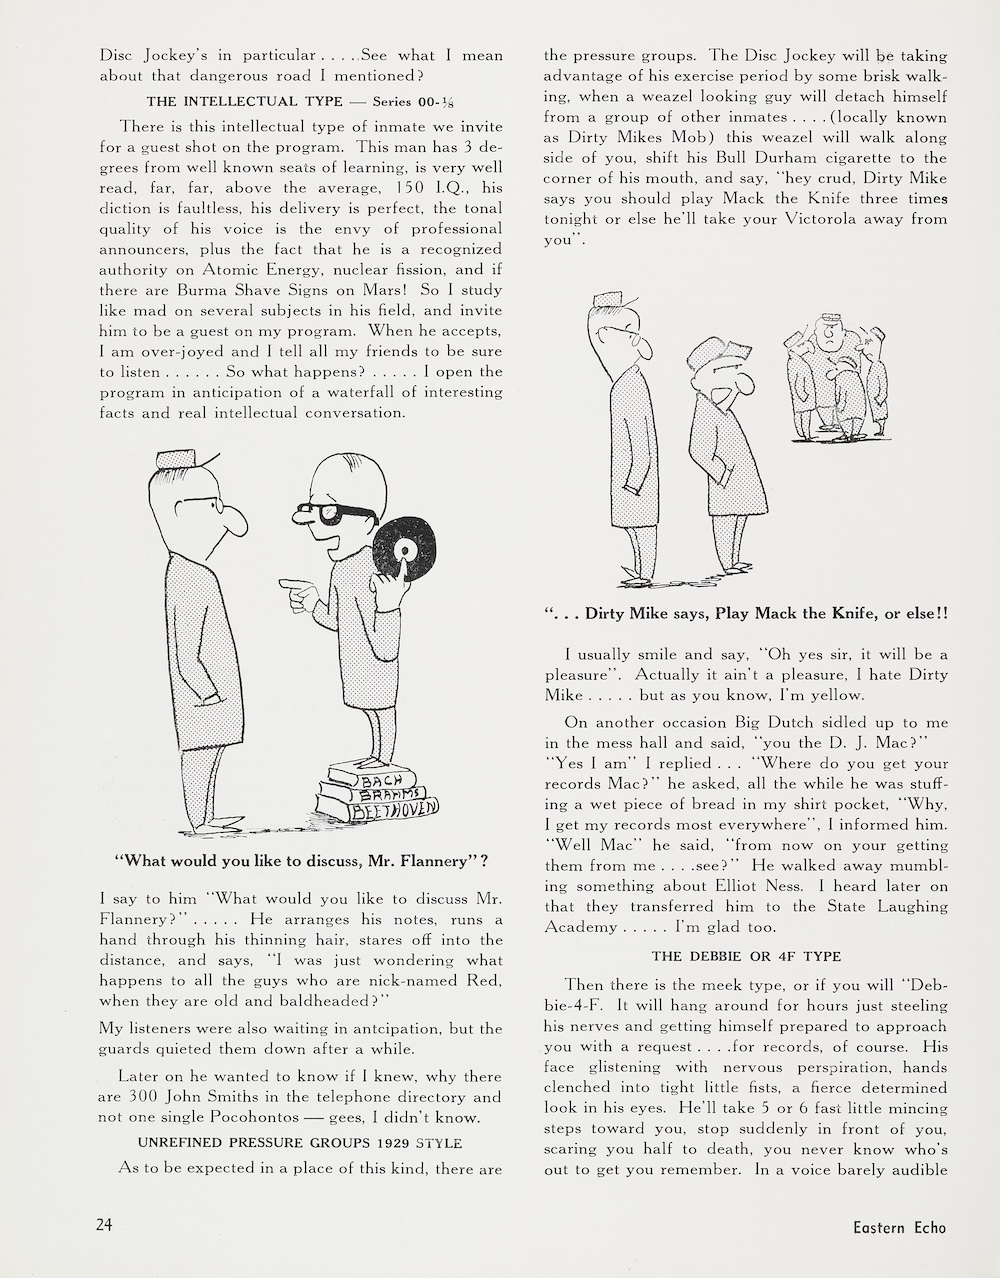 Disc Jockey's in particular . . . . .See what I mean
about that dangerous road I mentioned?
THE INTELLECTUAL TYPE — Series 00-⅛
There is this intellectual type of inmate we invite
for a guest shot on the program. This man has 3 de-
grees from well known seats of learning, is very well
read, far, far, above the average, 150 I.Q., his
diction is faultless, his delivery is perfect, the tonal
quality of his voice is the envy of professional
announcers, plus the fact that he is a recognized
authority on Atomic Energy, nuclear fission, and if
there are Burma Shave Signs on Mars! So I study
like mad on several subjects in his field, and invite
him to be a guest on my program. When he accepts,
I am over-joyed and I tell all my friends to be sure
to listen . . . . . . So what happens? . . . . . I open the
program in anticipation of a waterfall of interesting
facts and real intellectual conversation.
BACH
BRAHMS
BEETHOVEN
"What would you like to discuss, Mr. Flannery"?
I say to him "What would you like to discuss Mr.
Flannery?" . . . . . He arranges his notes, runs a
hand through his thinning hair, stares off into the
distance, and says, "I was just wondering what
happens to all the guys who are nick-named Red,
when they are old and baldheaded?"
My listeners were also waiting in antcipation, but the
guards quieted them down after a while.
Later on he wanted to know if I knew, why there
are 300 John Smiths in the telephone directory and
not one single Pocohontos — gees, I didn't know.
UNREFINED PRESSURE GROUPS 1929 STYLE
As to be expected in a place of this kind, there are
the pressure groups. The Disc Jockey will be taking
advantage of his exercise period by some brisk walk-
ing, when a weazel looking guy will detach himself
from a group of other inmates . . . . (locally known
as Dirty Mikes Mob) this weazel will walk along
side of you, shift his Bull Durham cigarette to the
corner of his mouth, and say, "hey crud, Dirty Mike
says you should play Mack the Knife three times
tonight or else he'll take your Victorola away from
you".
". . . Dirty Mike says, Play Mack the Knife, or else!!
I usually smile and say, "Oh yes sir, it will be a
pleasure". Actually it ain't a pleasure, I hate Dirty
Mike . . . . . but as you know, I'm yellow.
On another occasion Big Dutch sidled up to me
in the mess hall and said, "you the D. J. Mac?"
"Yes I am" I replied . . . "Where do you get your
records Mac?" he asked, all the while he was stuff-
ing a wet piece of bread in my shirt pocket, "Why,
I get my records most everywhere", I informed him.
"Well Mac" he said, "from now on your getting
them from me . . . .see?" He walked away mumbl-
ing something about Elliot Ness. I heard later on
that they transferred him to the State Laughing
Academy . . . . . I'm glad too.
THE DEBBIE OR 4F TYPE
Then there is the meek type, or if you will "Deb-
bie-4-F. It will hang around for hours just steeling
his nerves and getting himself prepared to approach
you with a request . . . .for records, of course. His
face glistening with nervous perspiration, hands
clenched into tight little fists, a fierce determined
look in his eyes. He'll take 5 or 6 fast little mincing
steps toward you, stop suddenly in front of you,
scaring you half to death, you never know who's
out to get you remember. In a voice barely audible
24
Eastern Echo